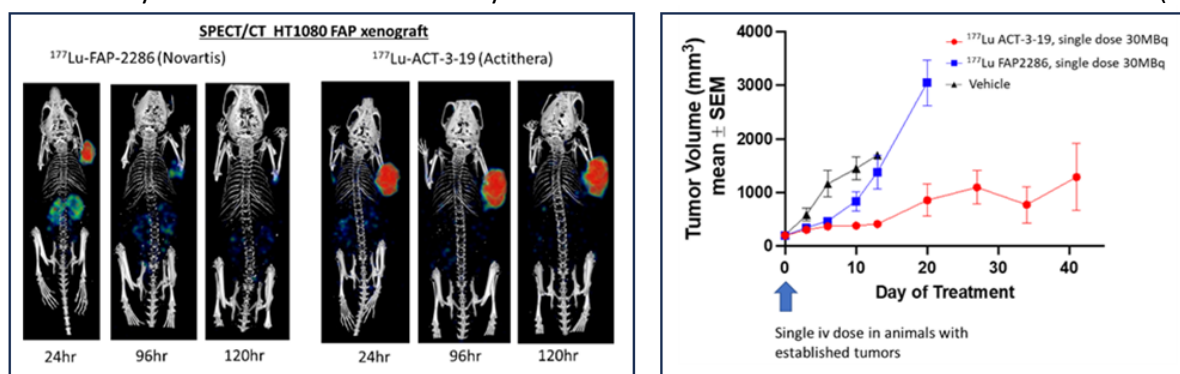 SPECT/CT HT1080 FAP xenograft
177Lu-FAP-2286 (Novartis)
177Lu-ACT-3-19 (Actithera)
24hr
96hr
120hr
24hr
96hr
120hr
177Lu ACT-3-19, single dose 30MBq
177Lu FAP2286, single dose 30MBq
Vehicle
Tumor Volume (mm3)
mean ± SEM
4000
3000
2000
1000
0
0
10
20
30
40
Day of Treatment
Single iv dose in animals with
established tumors